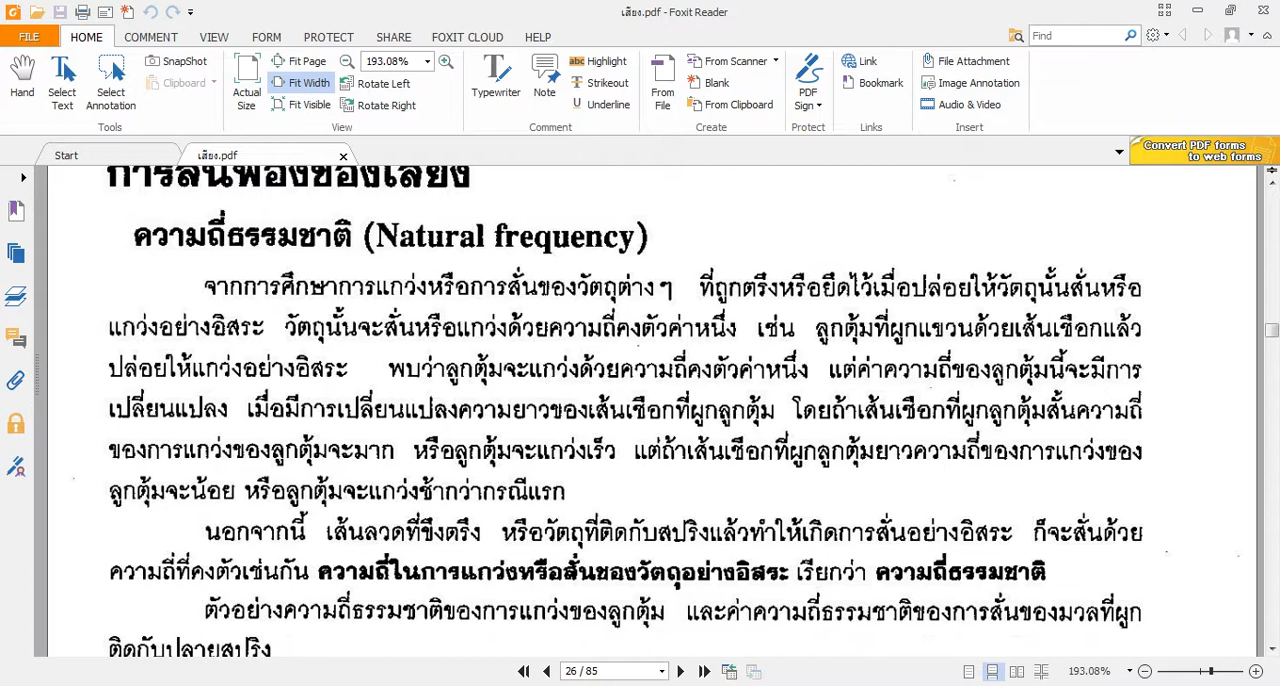 เสียง.pdf - Foxit Reader
FILE HOME COMMENT VIEW FORM PROTECT SHARE FOXIT CLOUD HELP
Find
Hand
Select Text
Select Annotation
SnapShot
Clipboard
Tools
Actual Size
Fit Page
Fit Width
Fit Visible
193.08%
Rotate Left
Rotate Right
View
Typewriter
Note
Highlight
Strikeout
Underline
Comment
From File
From Scanner
Blank
From Clipboard
Create
PDF Sign
Protect
Link
Bookmark
Links
File Attachment
Image Annotation
Audio & Video
Insert
Start
เสียง.pdf
Convert PDF forms
to web forms
การสั่นพ้องของเสียง
ความถี่ธรรมชาติ (Natural frequency)
จากการศึกษาการแกว่งหรือการสั่นของวัตถุต่างๆ ที่ถูกตรึงหรือยึดไว้เมื่อปล่อยให้วัตถุนั้นสั่นหรือ
แกว่งอย่างอิสระ วัตถุนั้นจะสั่นหรือแกว่งด้วยความถี่คงตัวค่าหนึ่ง เช่น ลูกตุ้มที่ผูกแขวนด้วยเส้นเชือกแล้ว
ปล่อยให้แกว่งอย่างอิสระ พบว่าลูกตุ้มจะแกว่งด้วยความถี่คงตัวค่าหนึ่ง แต่ค่าความถี่ของลูกตุ้มนี้จะมีการ
เปลี่ยนแปลง เมื่อมีการเปลี่ยนแปลงความยาวของเส้นเชือกที่ผูกลูกตุ้ม โดยถ้าเส้นเชือกที่ผูกลูกตุ้มสั้นความถี่
ของการแกว่งของลูกตุ้มจะมาก หรือลูกตุ้มจะแกว่งเร็ว แต่ถ้าเส้นเชือกที่ผูกลูกตุ้มยาวความถี่ของการแกว่งของ
ลูกตุ้มจะน้อย หรือลูกตุ้มจะแกว่งช้ากว่ากรณีแรก
นอกจากนี้ เส้นลวดที่ขึงตรึง หรือวัตถุที่ติดกับสปริงแล้วทำให้เกิดการสั่นอย่างอิสระ ก็จะสั่นด้วย
ความถี่ที่คงตัวเช่นกัน ความถี่ในการแกว่งหรือสั่นของวัตถุอย่างอิสระ เรียกว่า ความถี่ธรรมชาติ
ตัวอย่างความถี่ธรรมชาติของการแกว่งของลูกตุ้ม และค่าความถี่ธรรมชาติของการสั่นของมวลที่ผูก
ติดกับปลายสปริง
26 / 85
193.08%